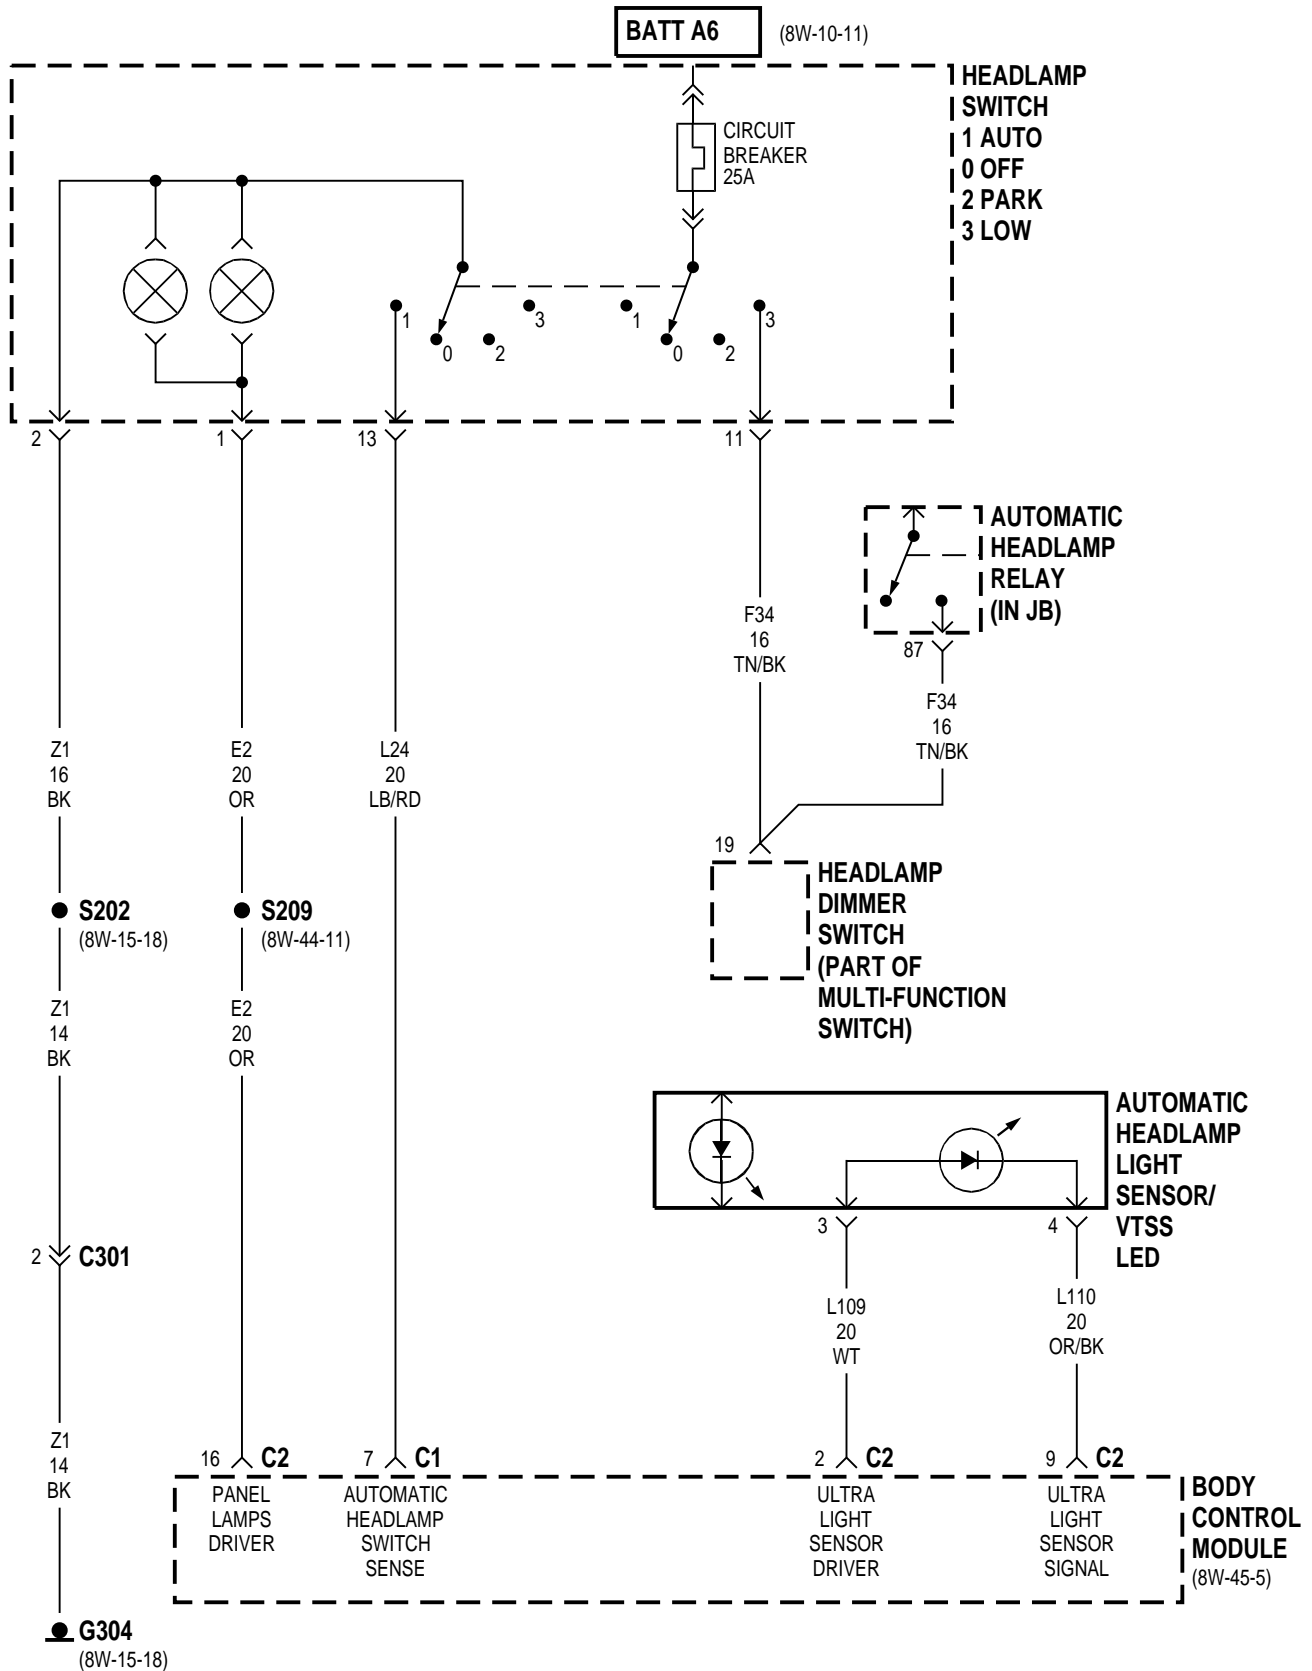 BATT A6
(8W-10-11)
HEADLAMP
SWITCH
1 AUTO
0 OFF
2 PARK
3 LOW
CIRCUIT
BREAKER
25A
1
0
2
3
1
0
2
3
2
1
13
11
AUTOMATIC
HEADLAMP
RELAY
(IN JB)
87
F34
16
TN/BK
F34
16
TN/BK
Z1
16
BK
E2
20
OR
L24
20
LB/RD
19
HEADLAMP
DIMMER
SWITCH
(PART OF
MULTI-FUNCTION
SWITCH)
S202
(8W-15-18)
S209
(8W-44-11)
Z1
14
BK
E2
20
OR
AUTOMATIC
HEADLAMP
LIGHT
SENSOR/
VTSS
LED
3
4
2
C301
L109
20
WT
L110
20
OR/BK
Z1
14
BK
16 C2
7 C1
2 C2
9 C2
PANEL
LAMPS
DRIVER
AUTOMATIC
HEADLAMP
SWITCH
SENSE
ULTRA
LIGHT
SENSOR
DRIVER
ULTRA
LIGHT
SENSOR
SIGNAL
BODY
CONTROL
MODULE
(8W-45-5)
G304
(8W-15-18)